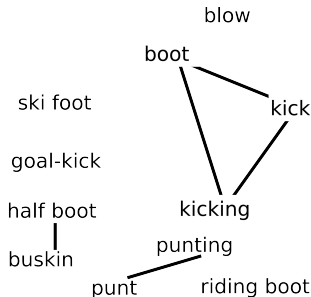 blow
boot
ski foot
kick
goal-kick
half boot
kicking
punting
buskin
punt
riding boot